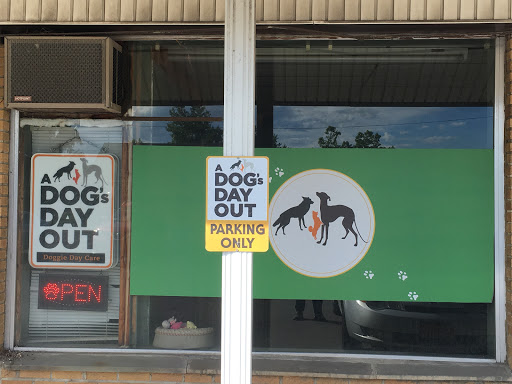 A
DOG's
DAY
OUT
Doggie Day Care
OPEN
A
DOG's
DAY
OUT
PARKING
ONLY